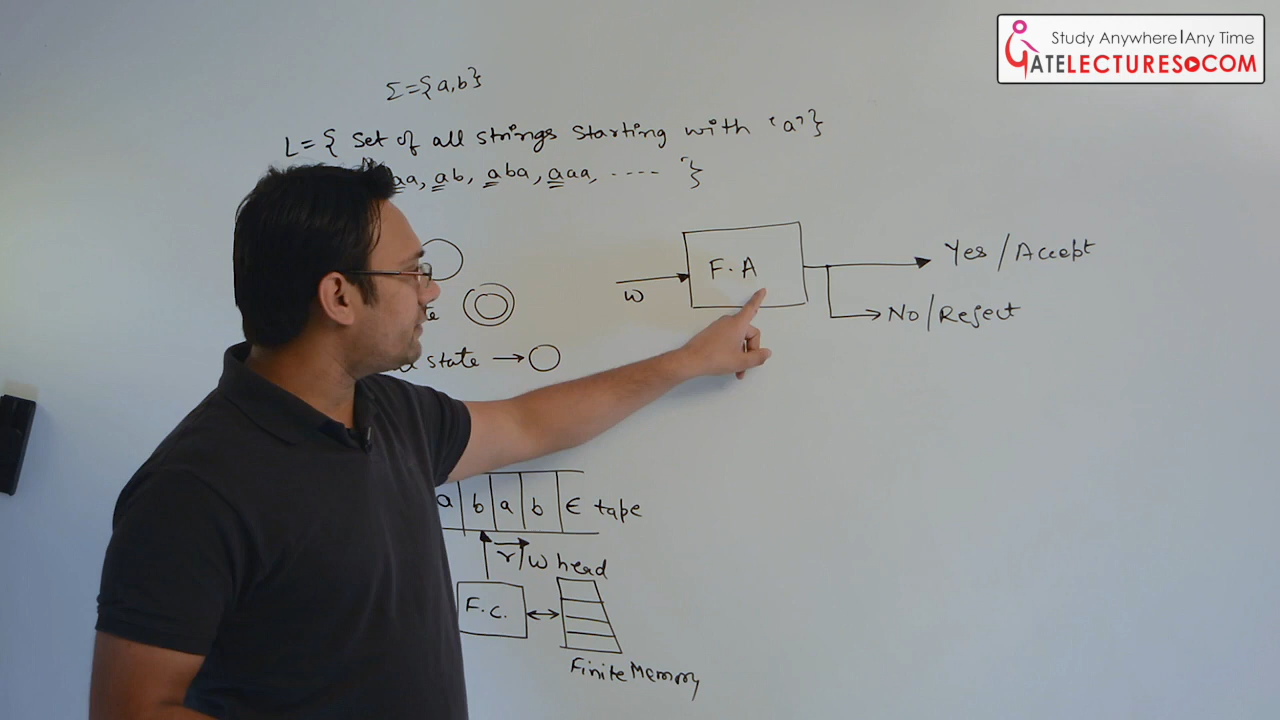 Study Anywhere|Any Time
GATELECTURES.COM
Σ={a,b}
L={ Set of all strings starting with 'a'}
aa, ab, aba, aaa, ---- }
F.A
w
Yes/Accept
No/Reject
state →
a b a b ϵ tape
r/w head
F.C.
Finite Memory